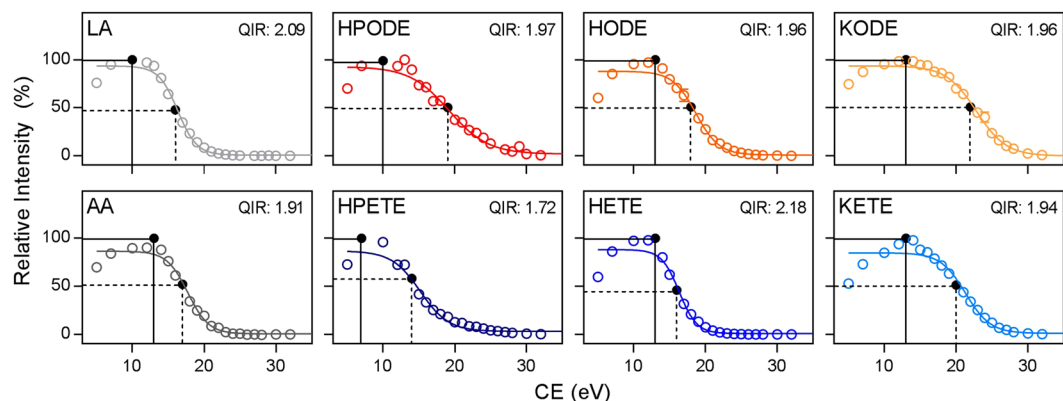 LA QIR: 2.09
HPODE QIR: 1.97
HODE QIR: 1.96
KODE QIR: 1.96
100
50
0
AA QIR: 1.91
HPETE QIR: 1.72
HETE QIR: 2.18
KETE QIR: 1.94
100
50
0
Relative Intensity (%)
10 20 30
10 20 30
10 20 30
10 20 30
CE (eV)